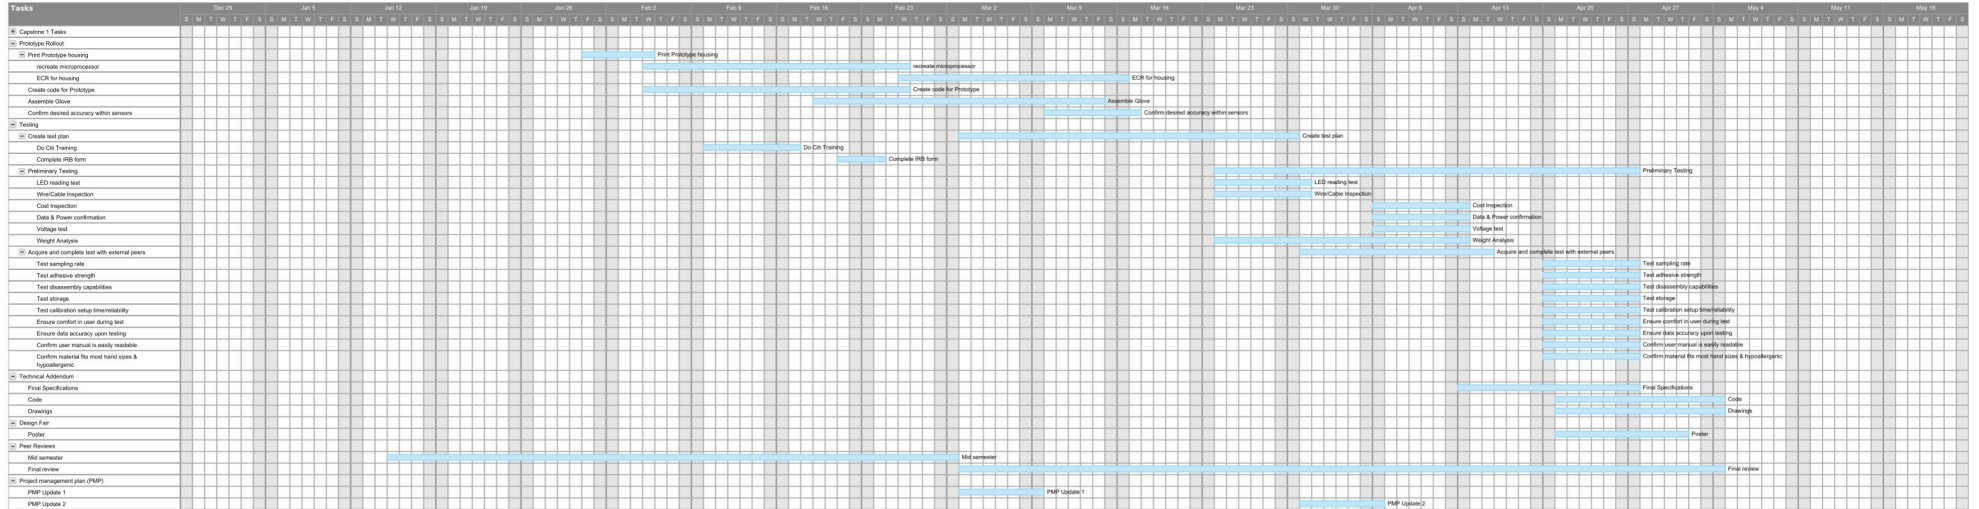 Tasks Dec 29 Jan 5 Jan 12 Jan 19 Jan 26 Feb 2 Feb 9 Feb 16 Feb 23 Mar 2 Mar 9 Mar 16 Mar 23 Mar 30 Apr 6 Apr 13 Apr 20 Apr 27 May 4 May 11 May 18
S M T W T F S S M T W T F S S M T W T F S S M T W T F S S M T W T F S S M T W T F S S M T W T F S S M T W T F S S M T W T F S S M T W T F S S M T W T F S S M T W T F S S M T W T F S S M T W T F S S M T W T F S S M T W T F S S M T W T F S S M T W T F S S M T W T F S S M T W T F S S M T W T F S
Capstone 1 Tasks
Prototype Rollout
Print Prototype housing Print Prototype housing
recreate microprocessor recreate microprocessor
ECR for housing ECR for housing
Create code for Prototype Create code for Prototype
Assemble Glove Assemble Glove
Confirm desired accuracy within sensors Confirm desired accuracy within sensors
Testing
Create test plan Create test plan
Do Citi Training Do Citi Training
Complete IRB form Complete IRB form
Preliminary Testing Preliminary Testing
LED reading test LED reading test
Wire/Cable Inspection Wire/Cable Inspection
Cost Inspection Cost Inspection
Data & Power confirmation Data & Power confirmation
Voltage test Voltage test
Weight Analysis Weight Analysis
Acquire and complete test with external peers Acquire and complete test with external peers
Test sampling rate Test sampling rate
Test adhesive strength Test adhesive strength
Test disassembly capabilities Test disassembly capabilities
Test storage Test storage
Test calibration setup time/reliability Test calibration setup time/reliability
Ensure comfort in user during test Ensure comfort in user during test
Ensure data accuracy upon testing Ensure data accuracy upon testing
Confirm user manual is easily readable Confirm user manual is easily readable
Confirm material fits most hand sizes & Confirm material fits most hand sizes & hypoallergenic
hypoallergenic
Technical Addendum
Final Specifications Final Specifications
Code Code
Drawings Drawings
Design Fair
Poster Poster
Peer Reviews
Mid semester Mid semester
Final review Final review
Project management plan (PMP)
PMP Update 1 PMP Update 1
PMP Update 2 PMP Update 2